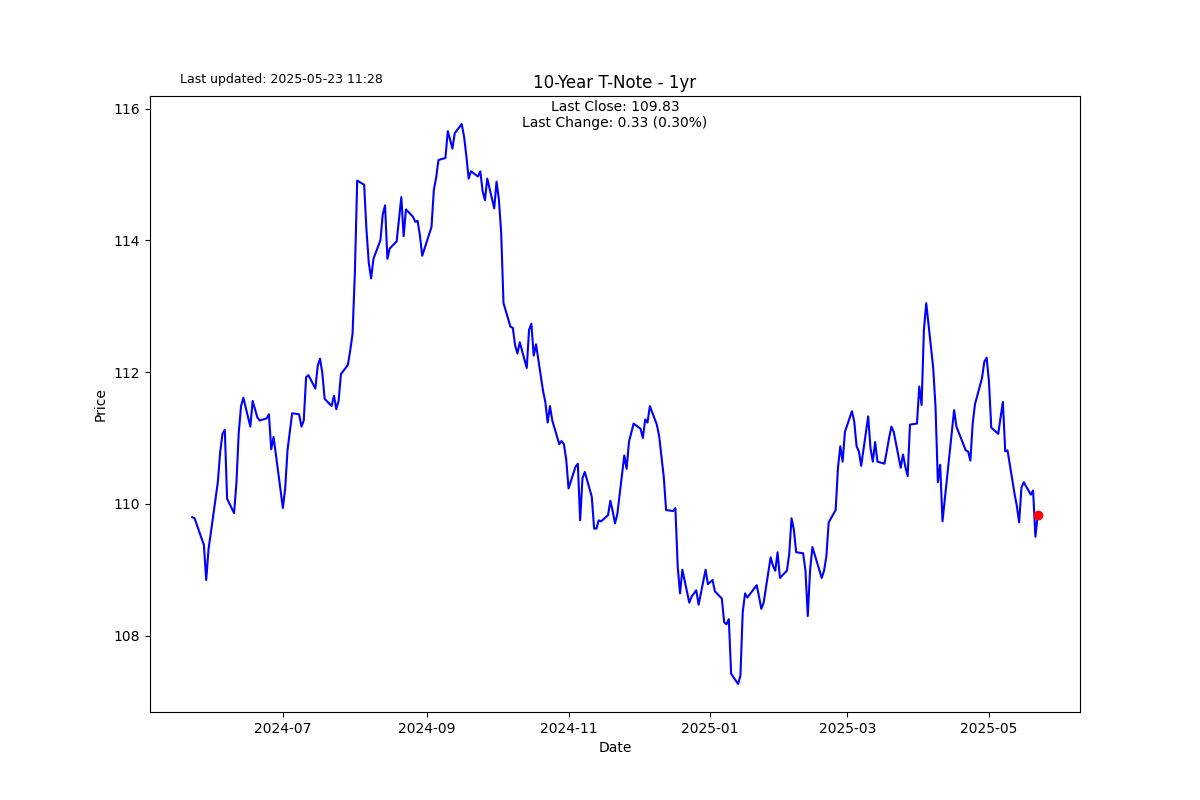 Last updated: 2025-05-23 11:28
10-Year T-Note - 1yr
Last Close: 109.83
Last Change: 0.33 (0.30%)
116
114
112
110
108
Price
2024-07
2024-09
2024-11
2025-01
2025-03
2025-05
Date